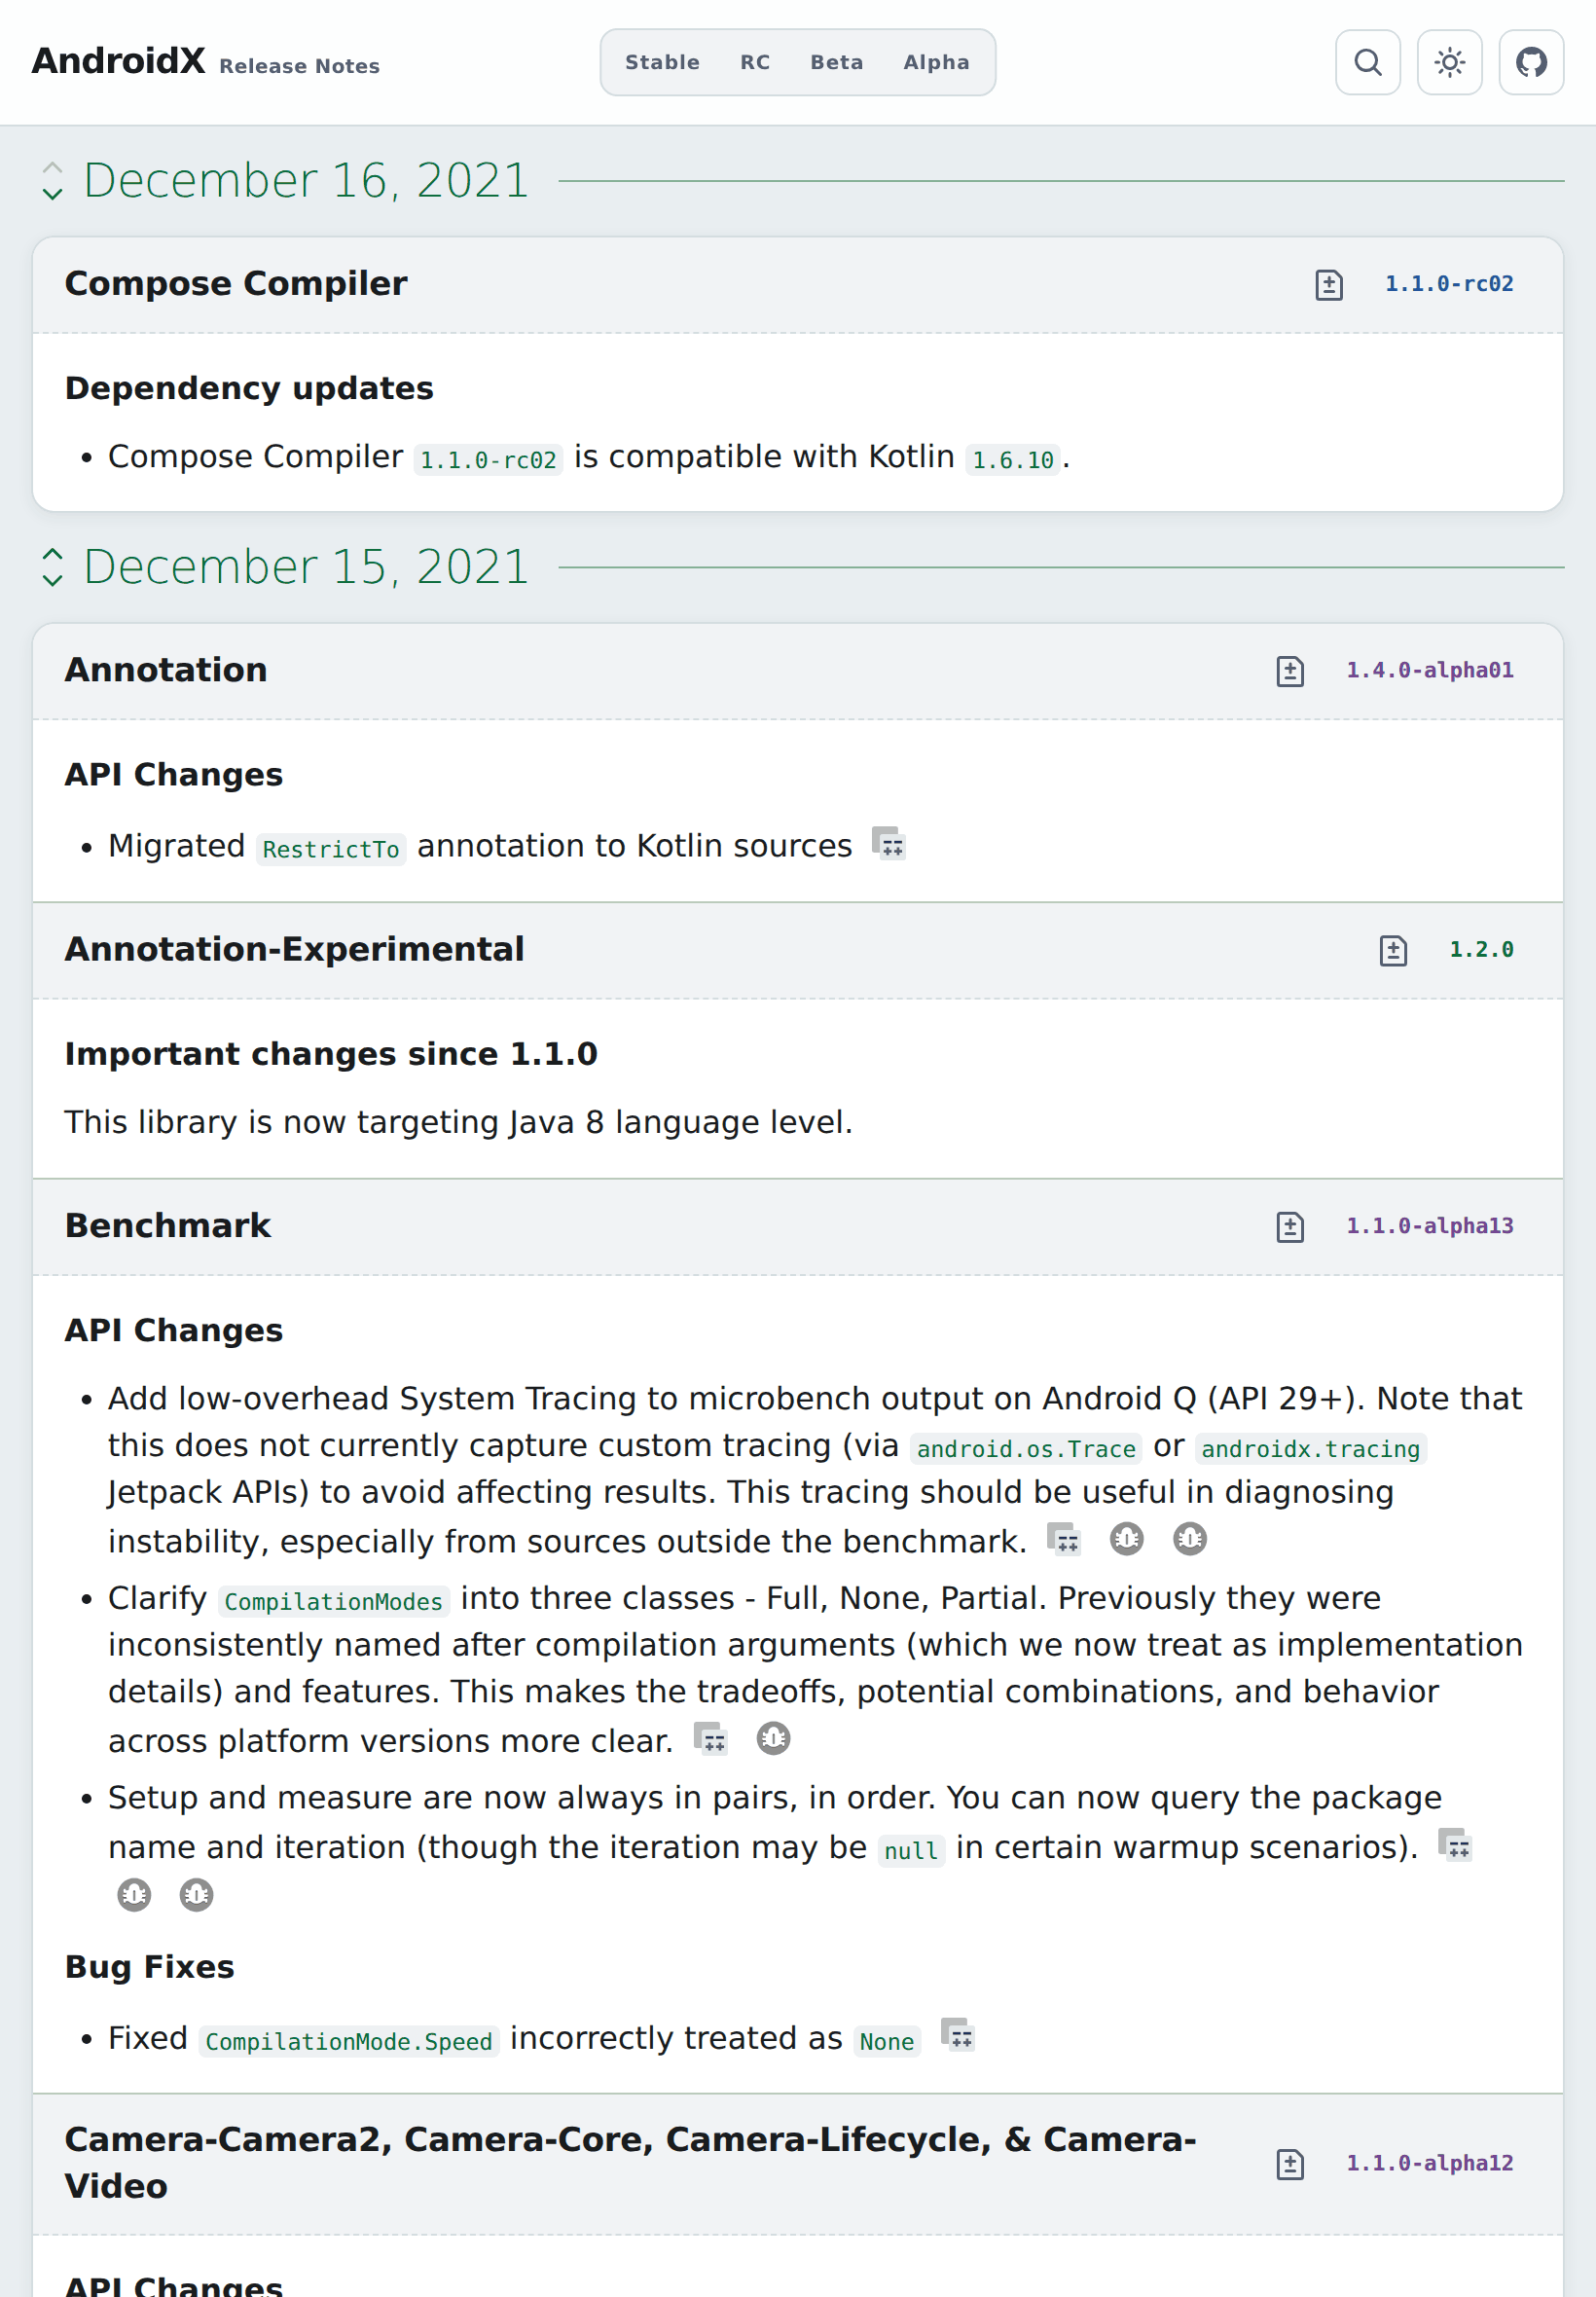 AndroidX Release Notes
Stable RC Beta Alpha
December 16, 2021
Compose Compiler
1.1.0-rc02
Dependency updates
• Compose Compiler 1.1.0-rc02 is compatible with Kotlin 1.6.10.
December 15, 2021
Annotation
1.4.0-alpha01
API Changes
• Migrated RestrictTo annotation to Kotlin sources
Annotation-Experimental
1.2.0
Important changes since 1.1.0
This library is now targeting Java 8 language level.
Benchmark
1.1.0-alpha13
API Changes
• Add low-overhead System Tracing to microbench output on Android Q (API 29+). Note that
this does not currently capture custom tracing (via android.os.Trace or androidx.tracing
Jetpack APIs) to avoid affecting results. This tracing should be useful in diagnosing
instability, especially from sources outside the benchmark.
• Clarify CompilationModes into three classes - Full, None, Partial. Previously they were
inconsistently named after compilation arguments (which we now treat as implementation
details) and features. This makes the tradeoffs, potential combinations, and behavior
across platform versions more clear.
• Setup and measure are now always in pairs, in order. You can now query the package
name and iteration (though the iteration may be null in certain warmup scenarios).
Bug Fixes
• Fixed CompilationMode.Speed incorrectly treated as None
Camera-Camera2, Camera-Core, Camera-Lifecycle, & Camera-
Video
1.1.0-alpha12
API Changes